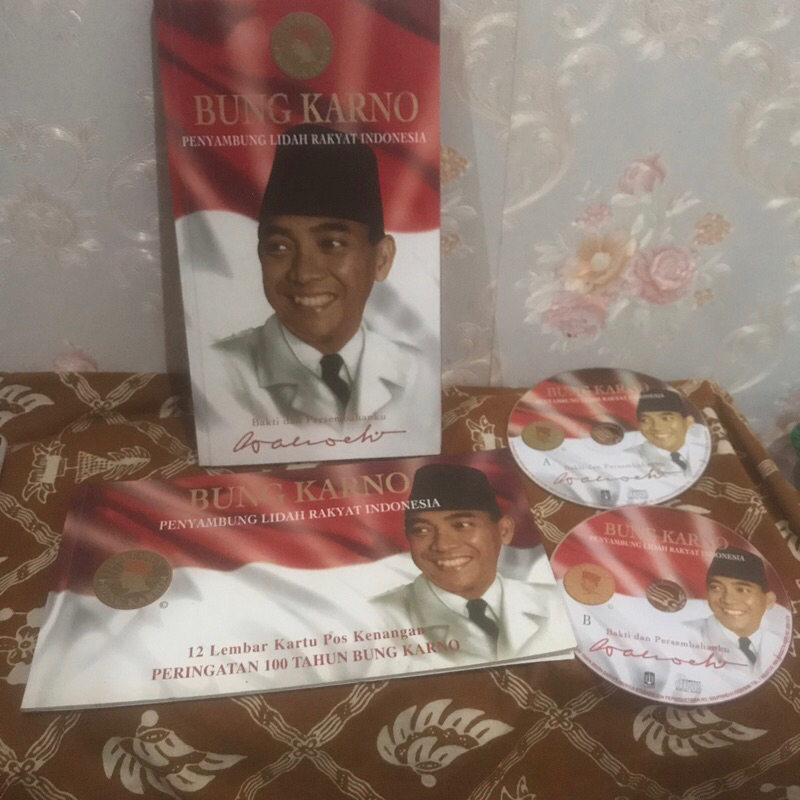 BUNG KARNO
PENYAMBUNG LIDAH RAKYAT INDONESIA
Bakti dan Persembahanku
BUNG KARNO
PENYAMBUNG LIDAH RAKYAT INDONESIA
©
12 Lembar Kartu Pos Kenangan
PERINGATAN 100 TAHUN BUNG KARNO
BUNG KARNO
PENYAMBUNG LIDAH RAKYAT INDONESIA
A
Bakti dan Persembahanku
BUNG KARNO
PENYAMBUNG LIDAH RAKYAT INDONESIA
B
Bakti dan Persembahanku